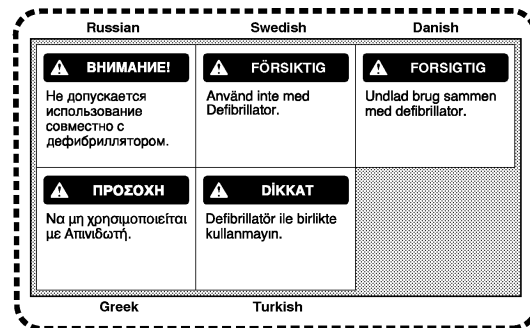 Russian Swedish Danish
ВНИМАНИЕ!
Не допускается
использование
совместно с
дефибриллятором.
FÖRSIKTIG
Använd inte med
Defibrillator.
FORSIGTIG
Undlad brug sammen
med defibrillator.
ΠΡΟΣΟΧΗ
Να μη χρησιμοποιείται
με Απινιδωτή.
DİKKAT
Defibrillatör ile birlikte
kullanmayın.
Greek Turkish